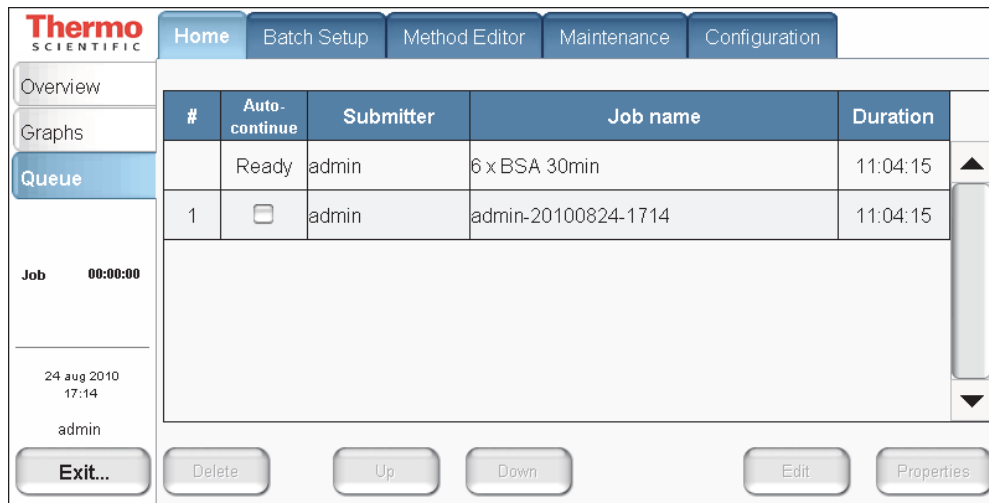 Thermo
SCIENTIFIC
Home Batch Setup Method Editor Maintenance Configuration
Overview
Graphs
Queue
# Auto-continue Submitter Job name Duration
Ready admin 6 x BSA 30min 11:04:15
1 admin admin-20100824-1714 11:04:15
Job 00:00:00
24 aug 2010
17:14
admin
Exit... Delete Up Down Edit Properties